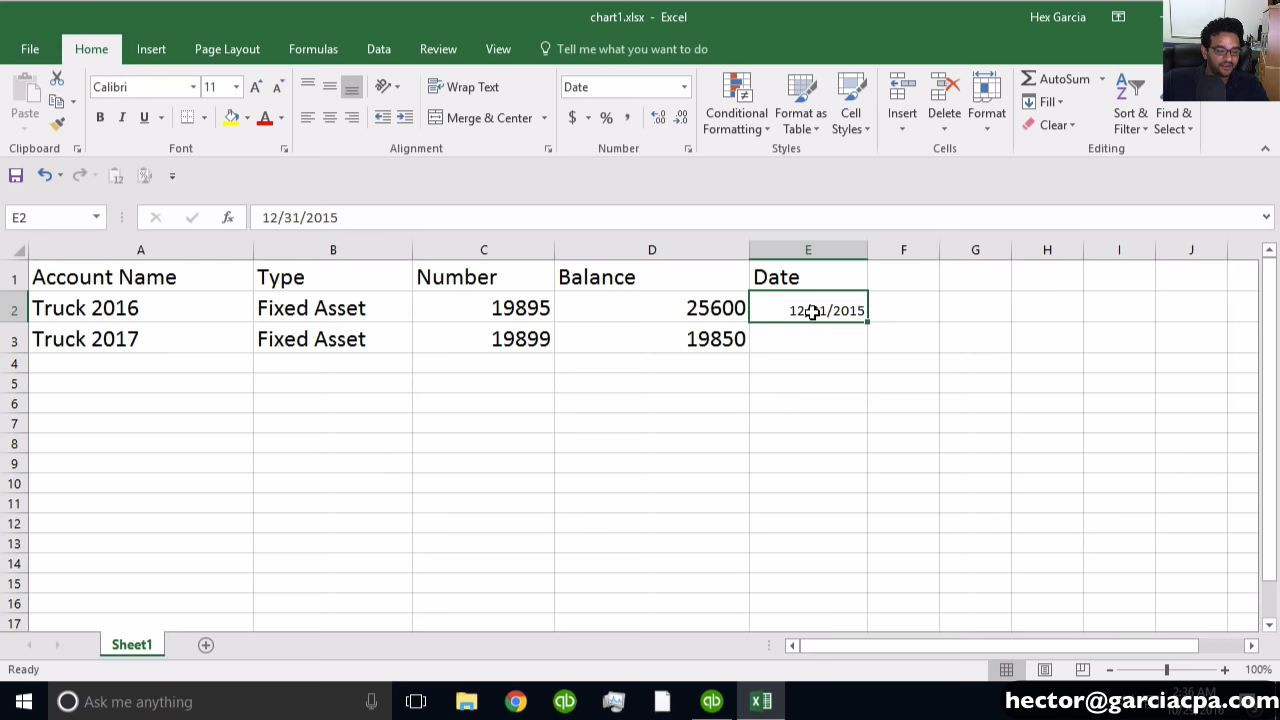 chart1.xlsx - Excel
Hex Garcia
File Home Insert Page Layout Formulas Data Review View Tell me what you want to do
Paste
Clipboard
Calibri 11
B I U
Font
Wrap Text
Merge & Center
Alignment
Date
$ % ,
Number
Conditional Formatting
Format as Table
Cell Styles
Styles
Insert
Delete
Format
Cells
AutoSum
Fill
Clear
Sort & Filter
Find & Select
Editing
E2 fx 12/31/2015
A B C D E F G H I J
1 Account Name Type Number Balance Date
2 Truck 2016 Fixed Asset 19895 25600
3 Truck 2017 Fixed Asset 19899 19850
4
5
6
7
8
9
10
11
12
13
14
15
16
17
Sheet1
Ready
100%
Ask me anything
hector@garciacpa.com